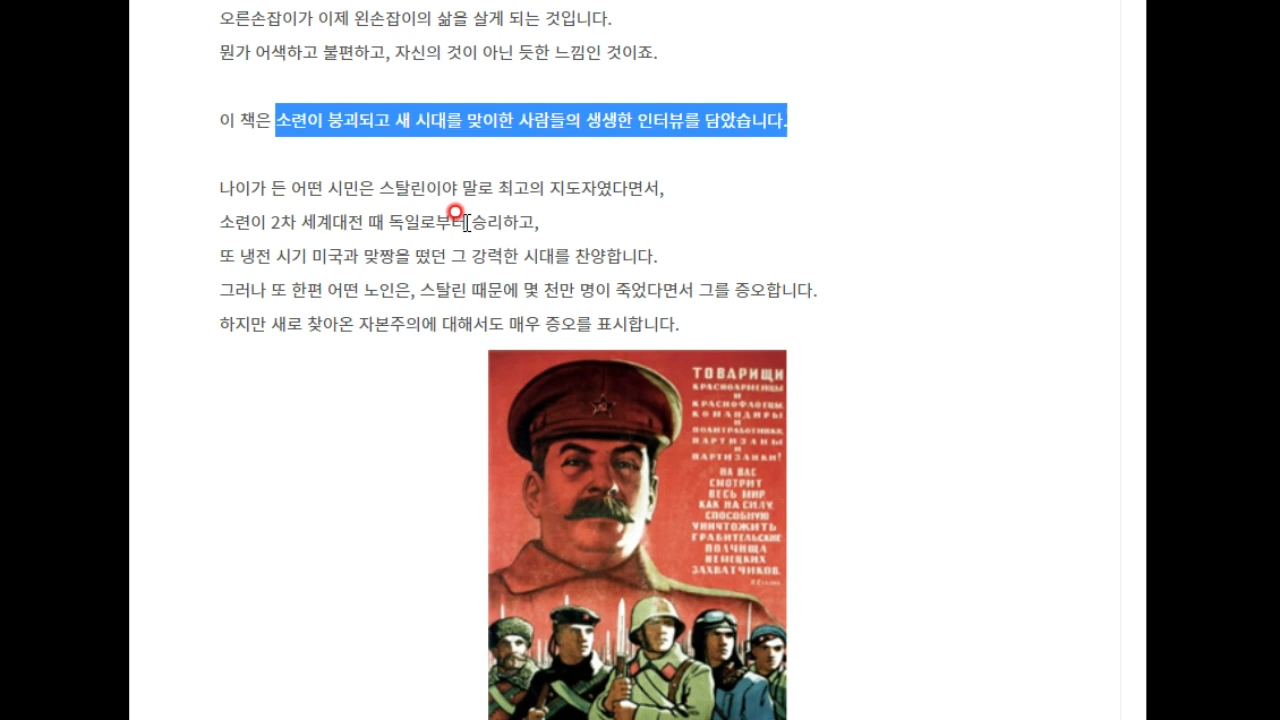 오른손잡이가 이제 왼손잡이의 삶을 살게 되는 것입니다.
뭔가 어색하고 불편하고, 자신의 것이 아닌 듯한 느낌인 것이죠.
이 책은 소련이 붕괴되고 새 시대를 맞이한 사람들의 생생한 인터뷰를 담았습니다.
나이가 든 어떤 시민은 스탈린이야 말로 최고의 지도자였다면서,
소련이 2차 세계대전 때 독일로부터 승리하고,
또 냉전 시기 미국과 맞짱을 떴던 그 강력한 시대를 찬양합니다.
그러나 또 한편 어떤 노인은, 스탈린 때문에 몇 천만 명이 죽었다면서 그를 증오합니다.
하지만 새로 찾아온 자본주의에 대해서도 매우 증오를 표시합니다.
ТОВАРИЩИ
КРАСНОАРМЕЙЦЫ
И
КРАСНОФЛОТЦЫ,
КОМАНДИРЫ
И
ПОЛИТРАБОТНИКИ,
ПАРТИЗАНЫ
И
ПАРТИЗАНКИ!
НА ВАС
СМОТРИТ
ВЕСЬ МИР,
КАК НА СИЛУ,
СПОСОБНУЮ
УНИЧТОЖИТЬ
ГРАБИТЕЛЬСКИЕ
ПОЛЧИЩА
НЕМЕЦКИХ
ЗАХВАТЧИКОВ.